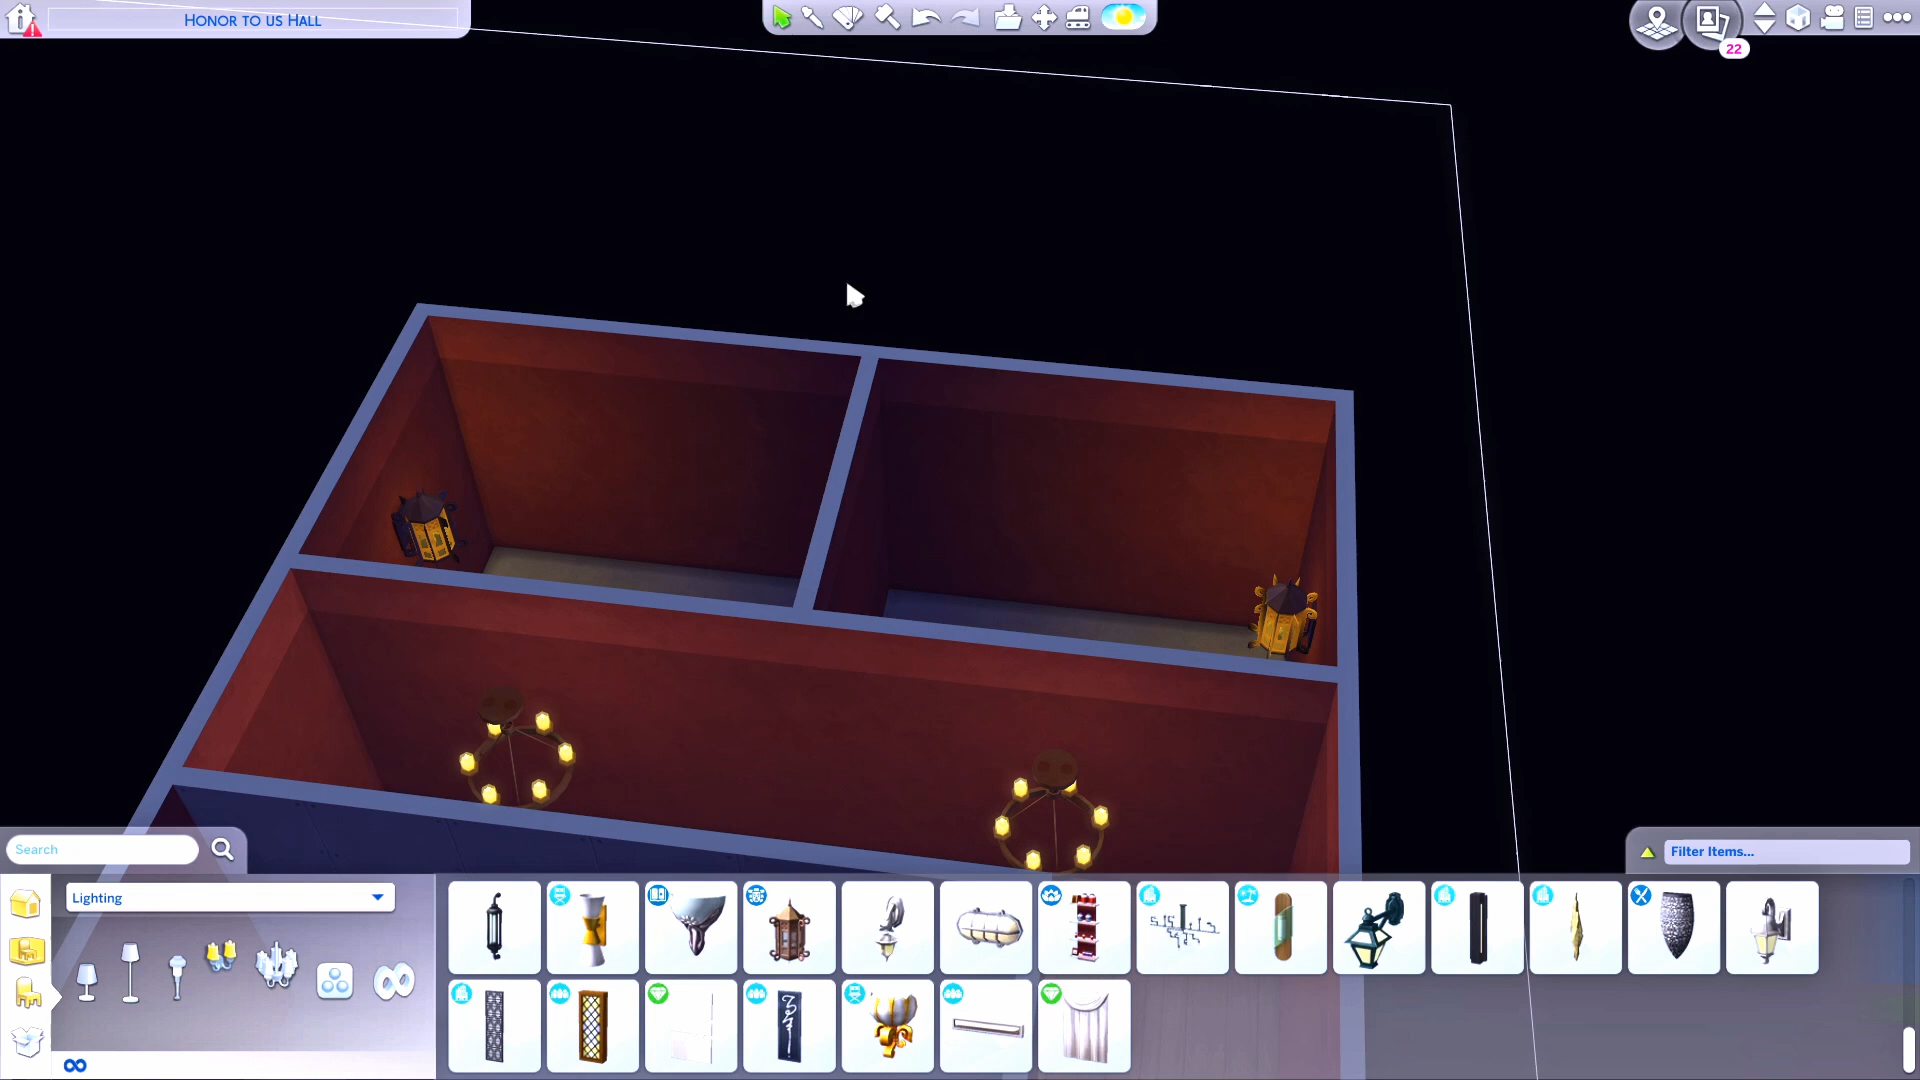 Honor to us Hall
22
Search
Filter Items...
Lighting